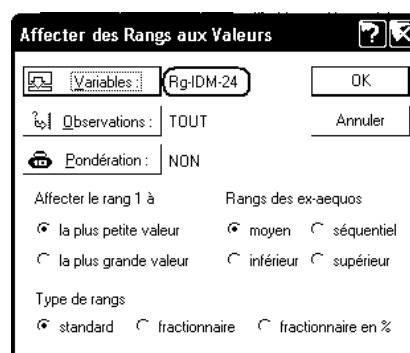 Affecter des Rangs aux Valeurs
Variables : Rg-IDM-24 OK
Observations : TOUT Annuler
Pondération : NON
Affecter le rang 1 à Rangs des ex-aequos
la plus petite valeur moyen séquentiel
la plus grande valeur inférieur supérieur
Type de rangs
standard fractionnaire fractionnaire en %